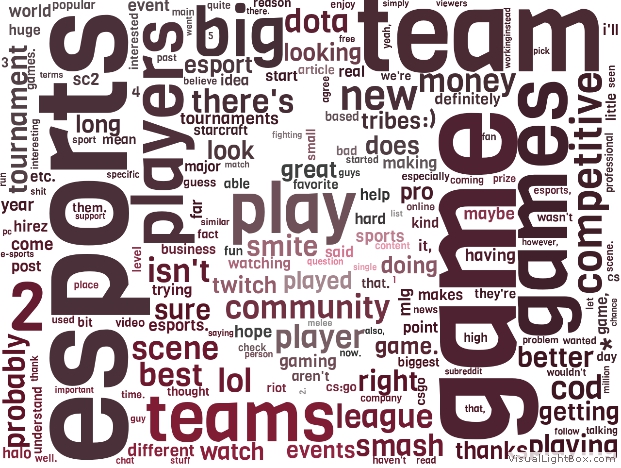 world
popular
event
main
quite
reason
enjoy
simply
viewers
huge
interested
went
5
big
dota
team
working
instead
i'll
3
games.
esports
players
past
esport
looking
free
yeah,
pick
terms
sc2
believe
idea
start
article
real
we're
money
little
seen
tournament
interesting
4
there's
agree
new
definitely
long
tournaments
based
tribes:)
game
fan
games
competitive
professional
sport
mean
starcraft
fighting
small
look
bad
started
does
making
run
etc.
specific
major
match
great
guys
especially
coming
prize
shit
guess
able
favorite
pro
online
esports,
year
them.
support
far
similar
play
help
hard
list
kind
maybe
wasn't
pc
hirez
fact
sports
come
business
fun
smite
said
content
it,
however,
e-sports
post
level
isn't
watching
question
single
doing
having
scene.
cs
place
trying
twitch
played
that.
1
mlg
makes
they're
let
game.
chance
2
sure
community
news
used
bit
video
esports.
saying
hope
melee
player
also,
point
high
problem
wanted
*
probably
thank
scene
check
person
now.
game.
better
day
gaming
biggest
subreddit
wouldn't
best
lol
riot
aren't
cs:go
right
csgo
cod
million
understand
important
time.
thought
2.
company
that,
getting
guy
teams
league
follow
talking
halo
well.
different
watch
events
smash
thanks
playing
chat
stuff
haven't
read
VisualLightBox.com